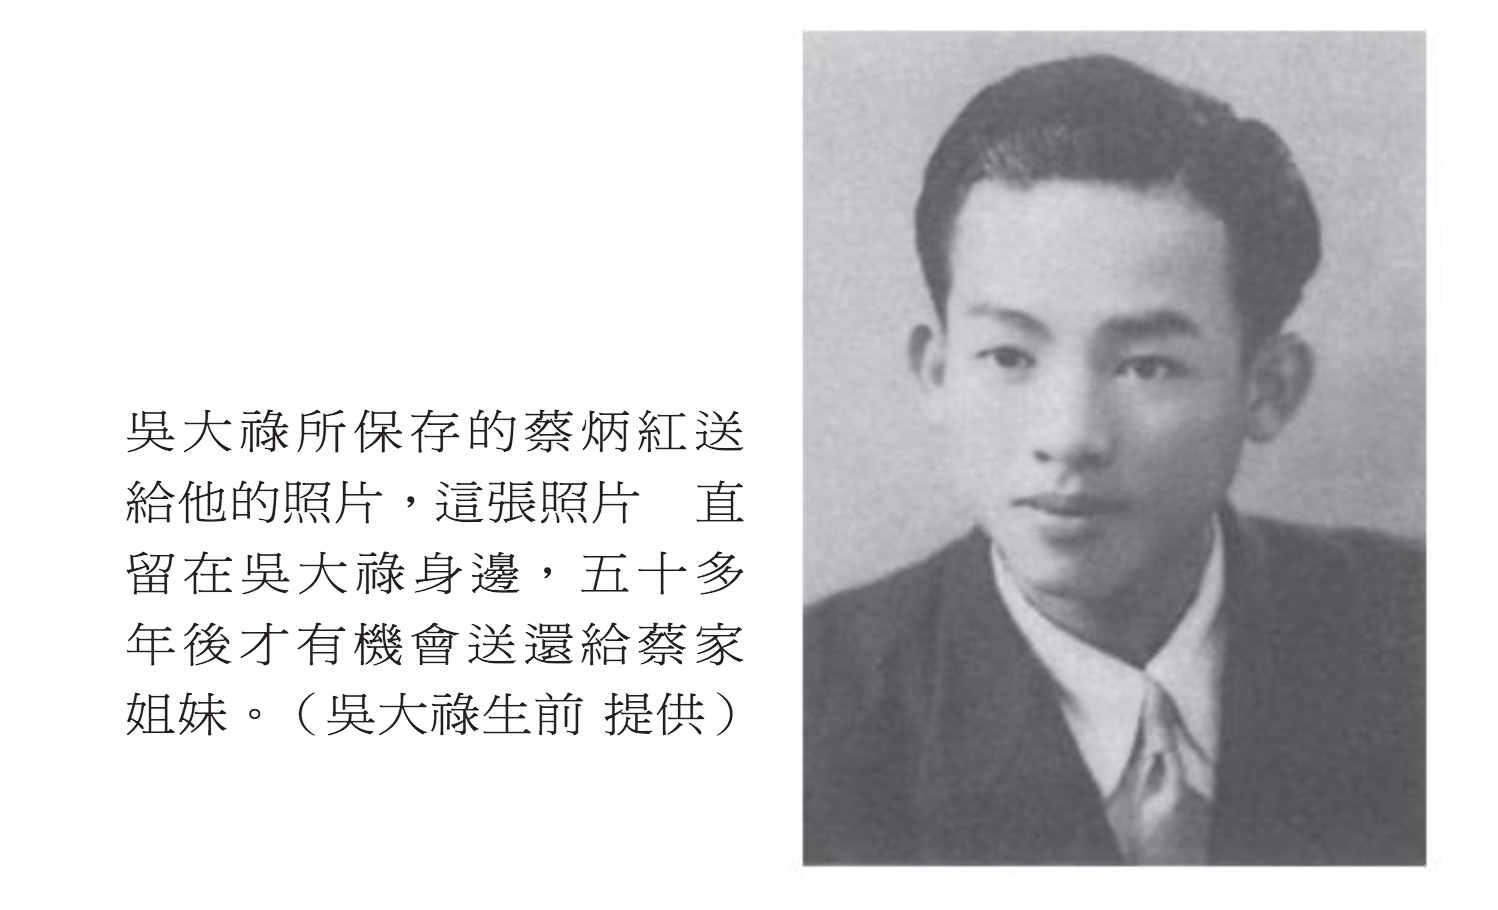 吳大祿所保存的蔡炳紅送
給他的照片，這張照片　直
留在吳大祿身邊，五十多
年後才有機會送還給蔡家
姐妹。（吳大祿生前 提供）